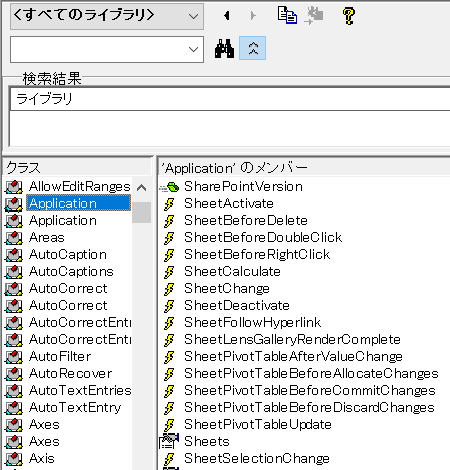 <すべてのライブラリ>
検索結果
ライブラリ
クラス
AllowEditRanges
Application
Application
Areas
AutoCaption
AutoCaptions
AutoCorrect
AutoCorrect
AutoCorrectEntr
AutoCorrectEntr
AutoFilter
AutoRecover
AutoTextEntries
AutoTextEntry
Axes
Axes
Axis
'Application' のメンバー
SharePointVersion
SheetActivate
SheetBeforeDelete
SheetBeforeDoubleClick
SheetBeforeRightClick
SheetCalculate
SheetChange
SheetDeactivate
SheetFollowHyperlink
SheetLensGalleryRenderComplete
SheetPivotTableAfterValueChange
SheetPivotTableBeforeAllocateChanges
SheetPivotTableBeforeCommitChanges
SheetPivotTableBeforeDiscardChanges
SheetPivotTableUpdate
Sheets
SheetSelectionChange